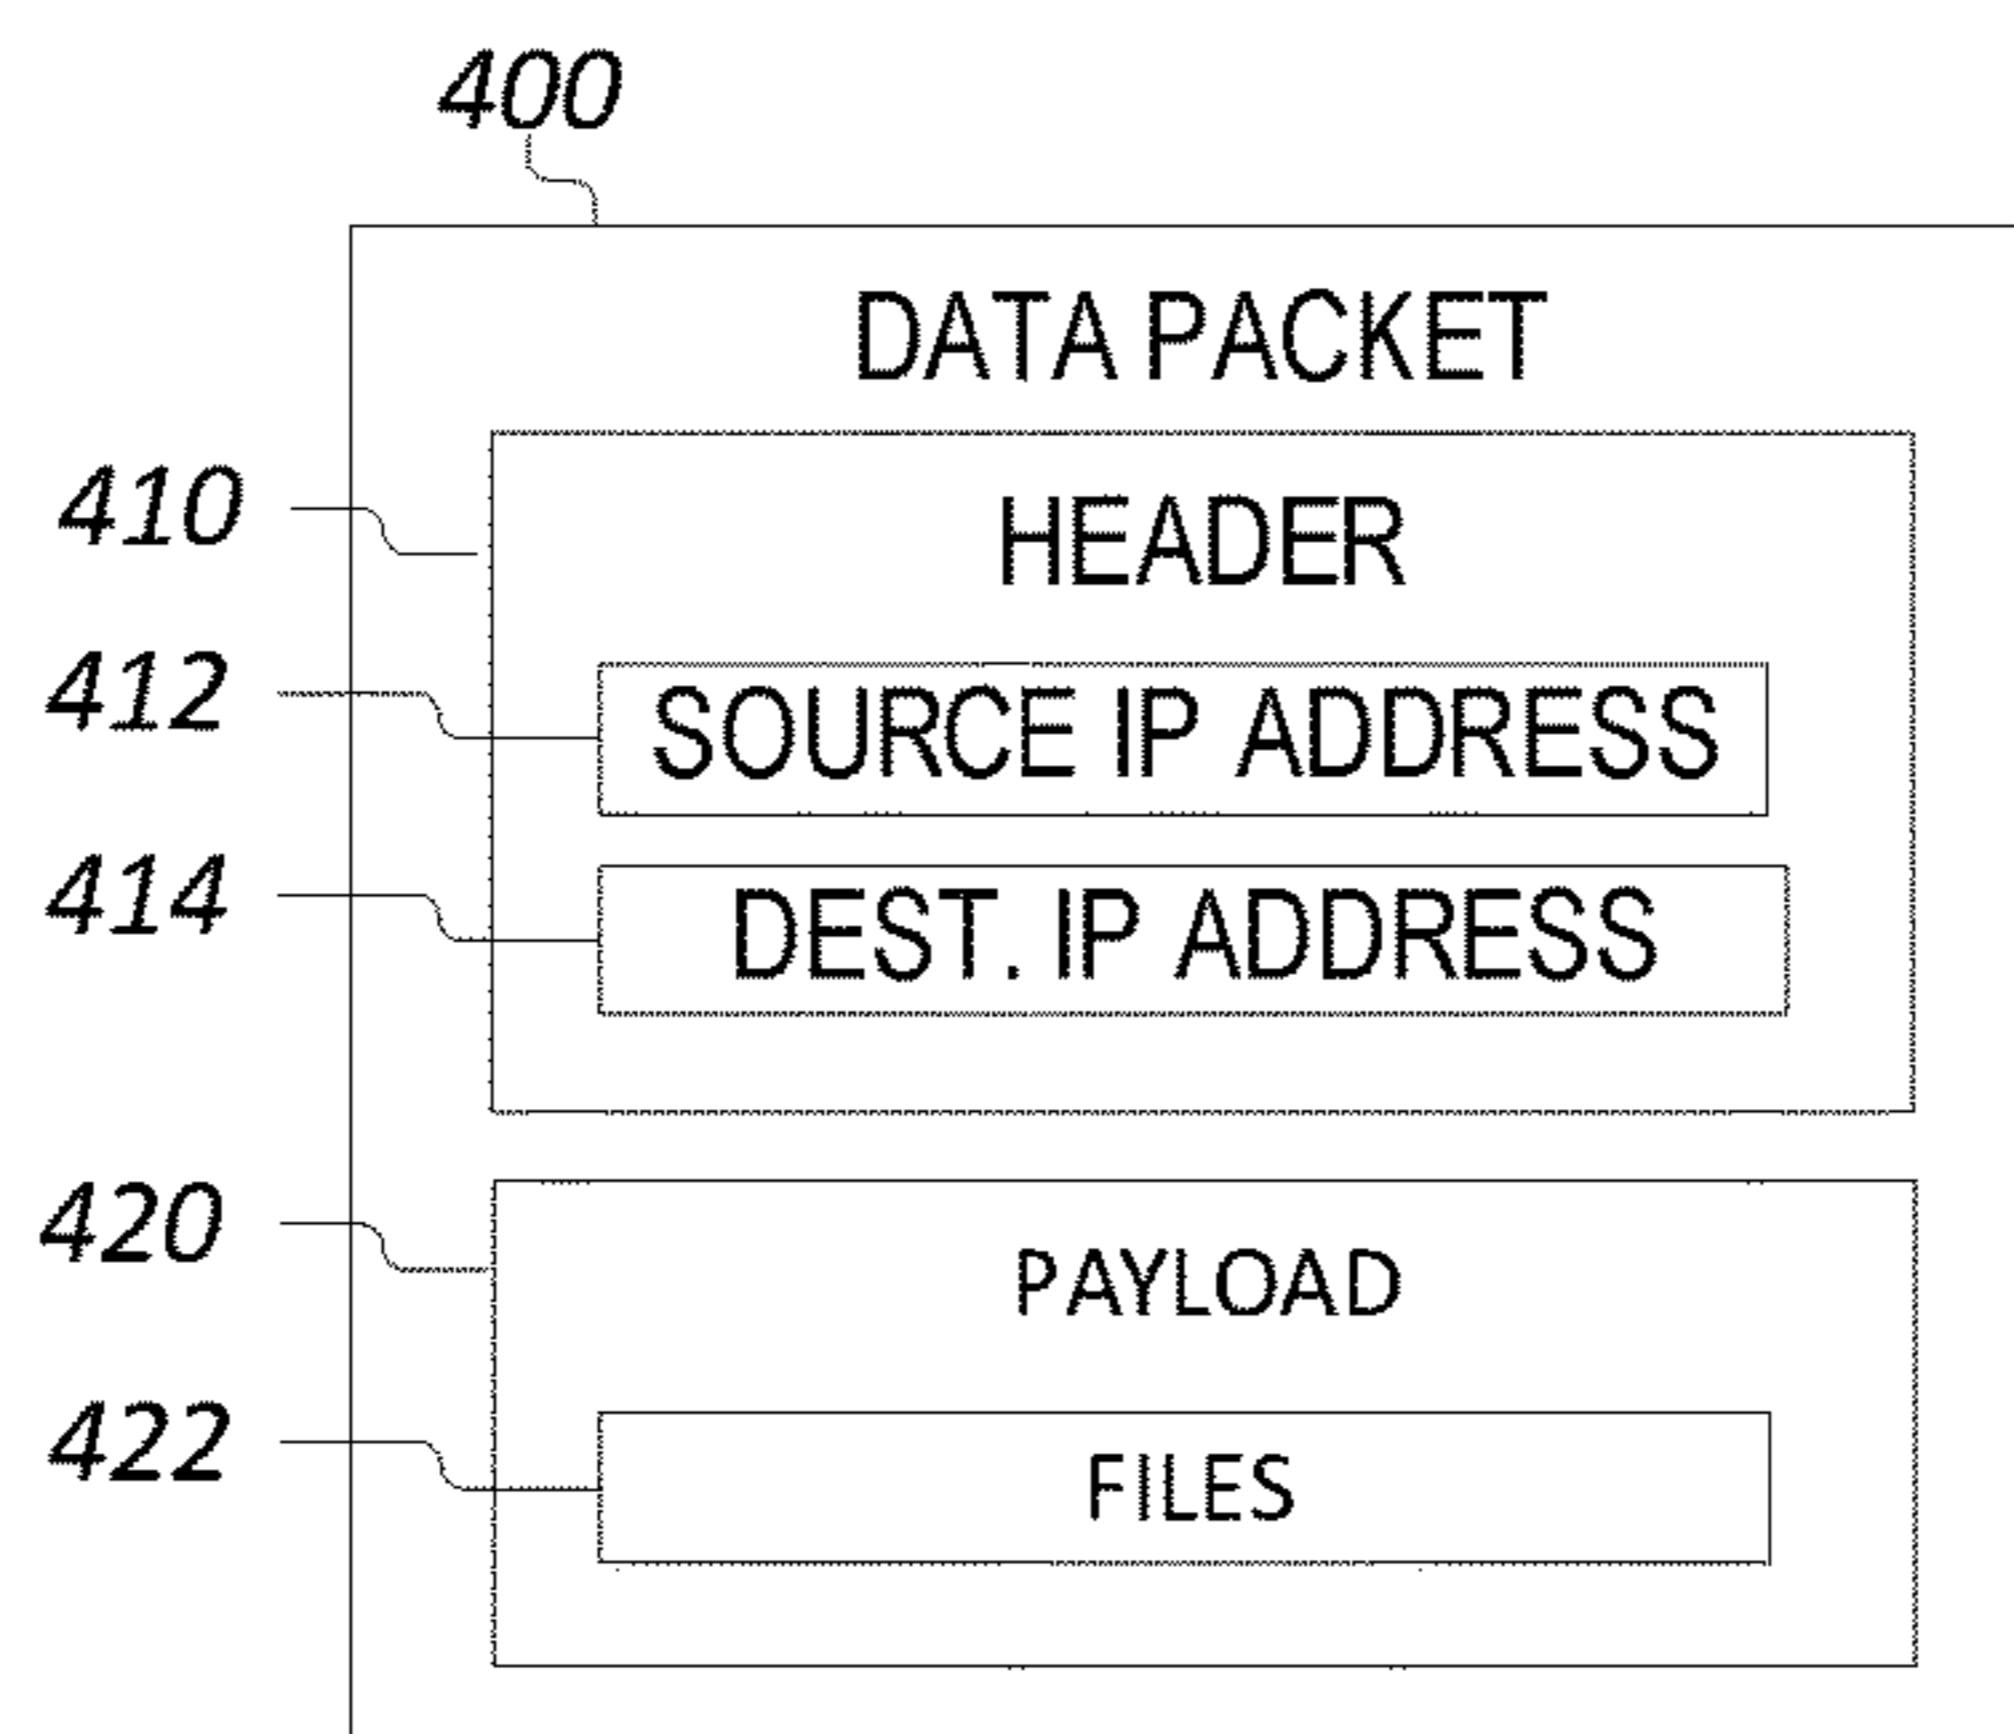 400
DATA PACKET
410
HEADER
412
SOURCE IP ADDRESS
414
DEST. IP ADDRESS
420
PAYLOAD
422
FILES